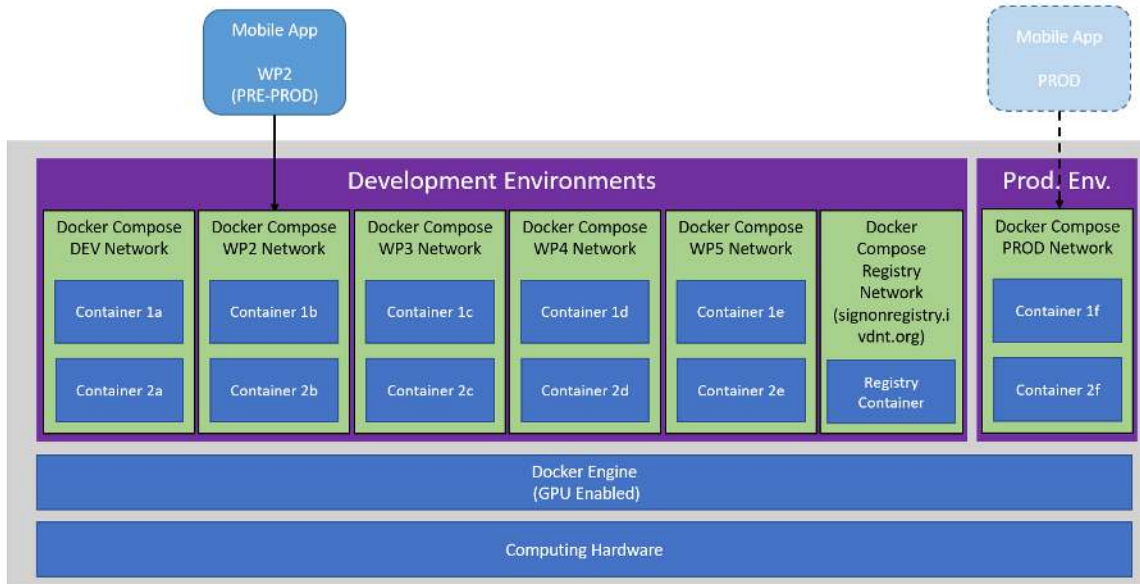 Mobile App
WP2
(PRE-PROD)
Mobile App
PROD
Development Environments
Prod. Env.
Docker Compose
DEV Network
Container 1a
Container 2a
Docker Compose
WP2 Network
Container 1b
Container 2b
Docker Compose
WP3 Network
Container 1c
Container 2c
Docker Compose
WP4 Network
Container 1d
Container 2d
Docker Compose
WP5 Network
Container 1e
Container 2e
Docker
Compose
Registry
Network
(signonregistry.i
vdnt.org)
Registry
Container
Docker Compose
PROD Network
Container 1f
Container 2f
Docker Engine
(GPU Enabled)
Computing Hardware